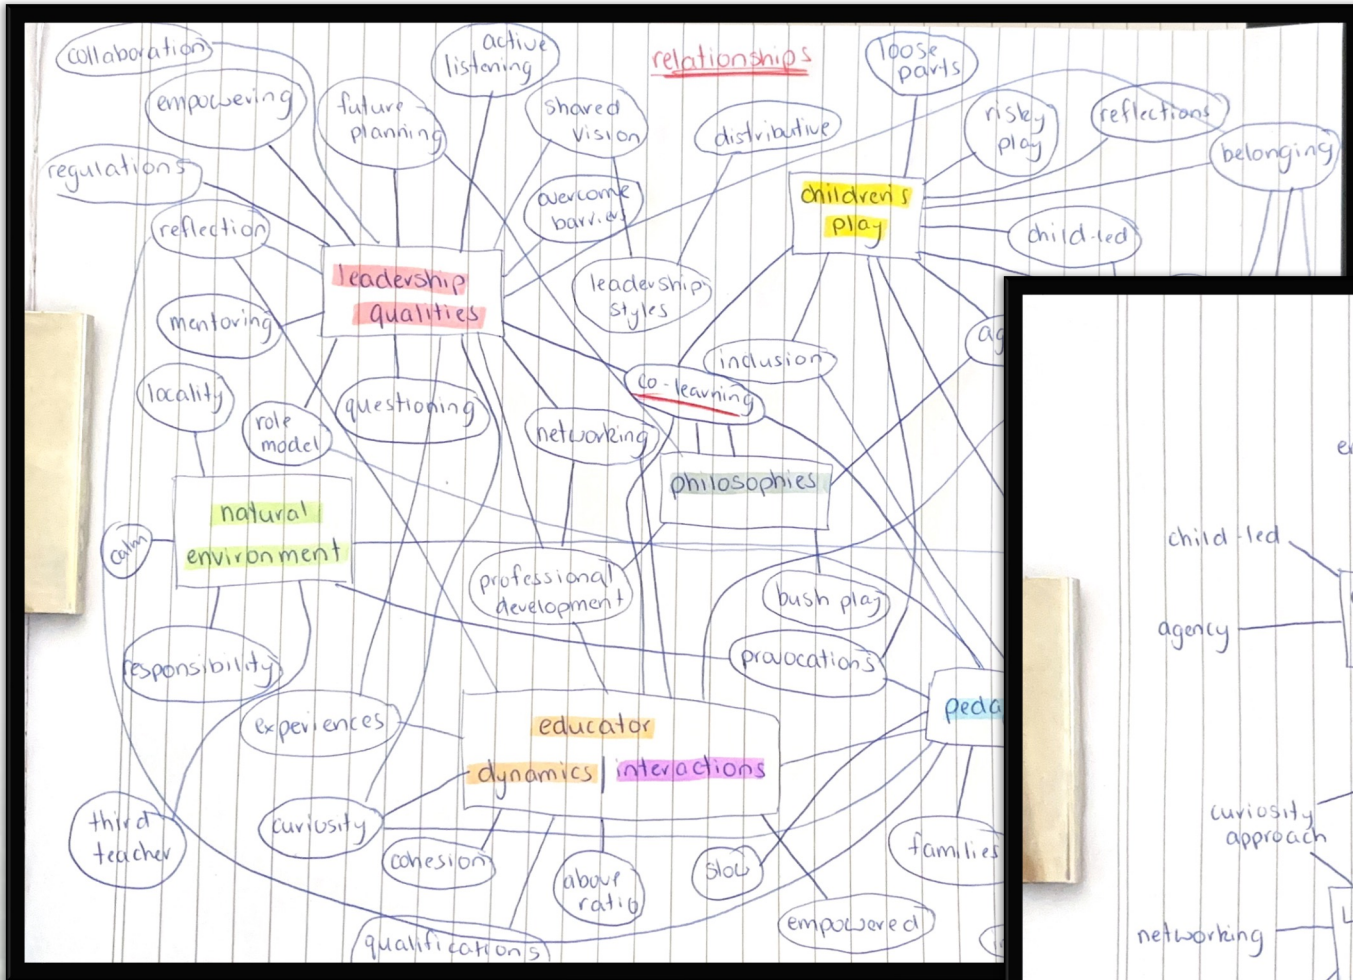 collaboration
active
listening
relationships
loose
parts
empowering
future
planning
shared
vision
distributive
risky
play
reflections
belonging
regulations
overcome
barriers
children's
play
reflection
child-led
leadership
qualities
leadership
styles
mentoring
inclusion
co-learning
locality
role
model
questioning
networking
philosophies
natural
environment
calm
professional
development
bush play
provocations
responsibility
experiences
educator
dynamics | interactions
third
teacher
curiosity
cohesion
above
ratio
slow
families
empowered
qualifications
child-led
agency
curiosity
approach
networking